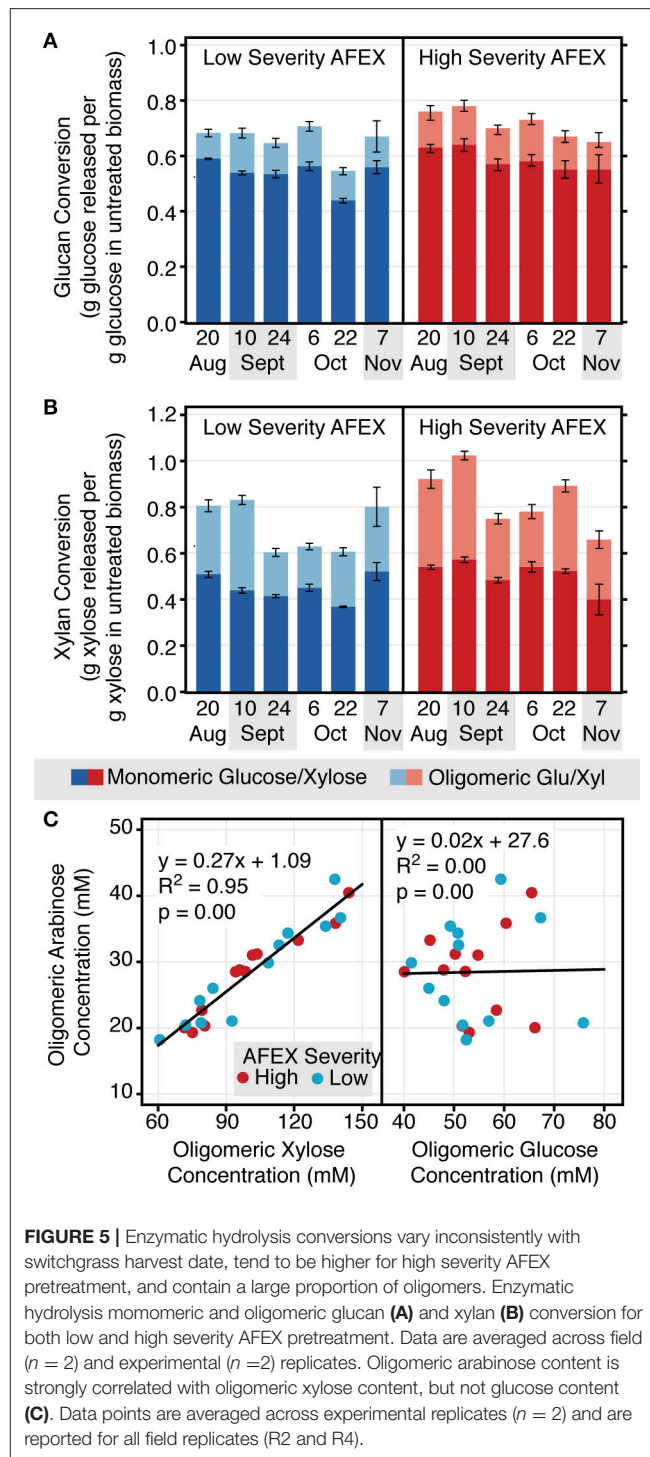 A
Low Severity AFEX
High Severity AFEX
Glucan Conversion
(g glucose released per
g glcucose in untreated biomass)
1.0
0.8
0.6
0.4
0.2
0.0
20 10 24 6 22 7 20 10 24 6 22 7
Aug Sept Oct Nov Aug Sept Oct Nov
B
Low Severity AFEX
High Severity AFEX
Xylan Conversion
(g xylose released per
g xylose in untreated biomass)
1.2
1.0
0.8
0.6
0.4
0.2
0.0
20 10 24 6 22 7 20 10 24 6 22 7
Aug Sept Oct Nov Aug Sept Oct Nov
Monomeric Glucose/Xylose Oligomeric Glu/Xyl
C
Oligomeric Arabinose
Concentration (mM)
50
40
30
20
10
y = 0.27x + 1.09
R² = 0.95
p = 0.00
y = 0.02x + 27.6
R² = 0.00
p = 0.00
AFEX Severity
High Low
60 90 120 150
40 50 60 70 80
Oligomeric Xylose
Concentration (mM)
Oligomeric Glucose
Concentration (mM)
FIGURE 5 | Enzymatic hydrolysis conversions vary inconsistently with
switchgrass harvest date, tend to be higher for high severity AFEX
pretreatment, and contain a large proportion of oligomers. Enzymatic
hydrolysis momomeric and oligomeric glucan (A) and xylan (B) conversion for
both low and high severity AFEX pretreatment. Data are averaged across field
(n = 2) and experimental (n =2) replicates. Oligomeric arabinose content is
strongly correlated with oligomeric xylose content, but not glucose content
(C). Data points are averaged across experimental replicates (n = 2) and are
reported for all field replicates (R2 and R4).